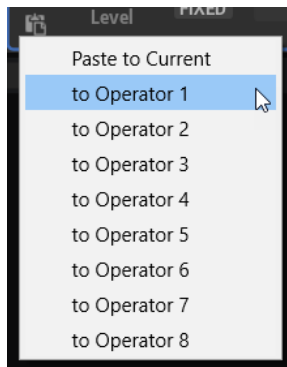 Level
FIXED
Paste to Current
to Operator 1
to Operator 2
to Operator 3
to Operator 4
to Operator 5
to Operator 6
to Operator 7
to Operator 8